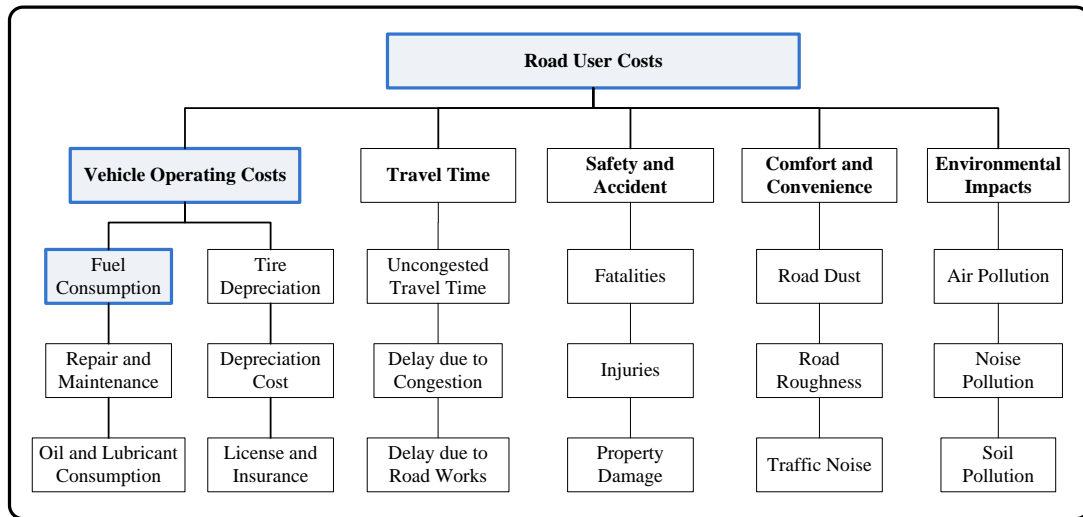 Road User Costs
Vehicle Operating Costs
Travel Time
Safety and
Accident
Comfort and
Convenience
Environmental
Impacts
Fuel
Consumption
Tire
Depreciation
Uncongested
Travel Time
Fatalities
Road Dust
Air Pollution
Repair and
Maintenance
Depreciation
Cost
Delay due to
Congestion
Injuries
Road
Roughness
Noise
Pollution
Oil and Lubricant
Consumption
License and
Insurance
Delay due to
Road Works
Property
Damage
Traffic Noise
Soil
Pollution